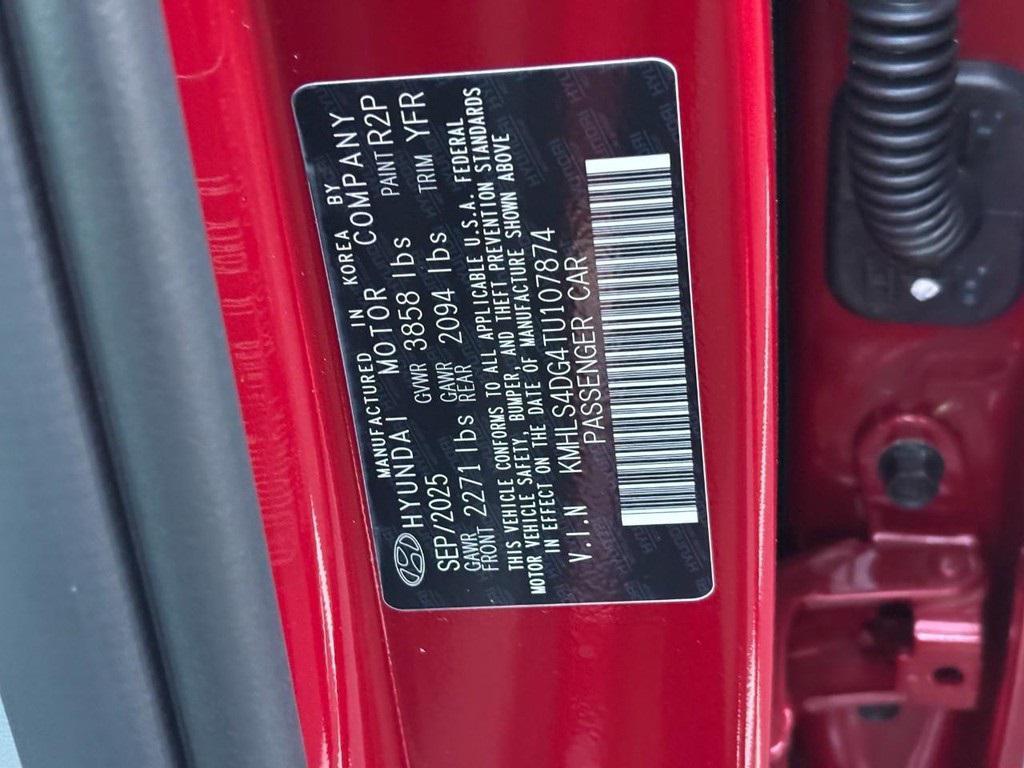 MANUFACTURED IN KOREA BY
HYUNDAI MOTOR COMPANY
SEP/2025 GVWR 3858 lbs PAINT R2P
GAWR FRONT 2271 lbs GAWR REAR 2094 lbs TRIM YFR
THIS VEHICLE CONFORMS TO ALL APPLICABLE U.S.A. FEDERAL
MOTOR VEHICLE SAFETY, BUMPER, AND THEFT PREVENTION STANDARDS
IN EFFECT ON THE DATE OF MANUFACTURE SHOWN ABOVE
V.I.N KMHLS4DG4TU107874
PASSENGER CAR